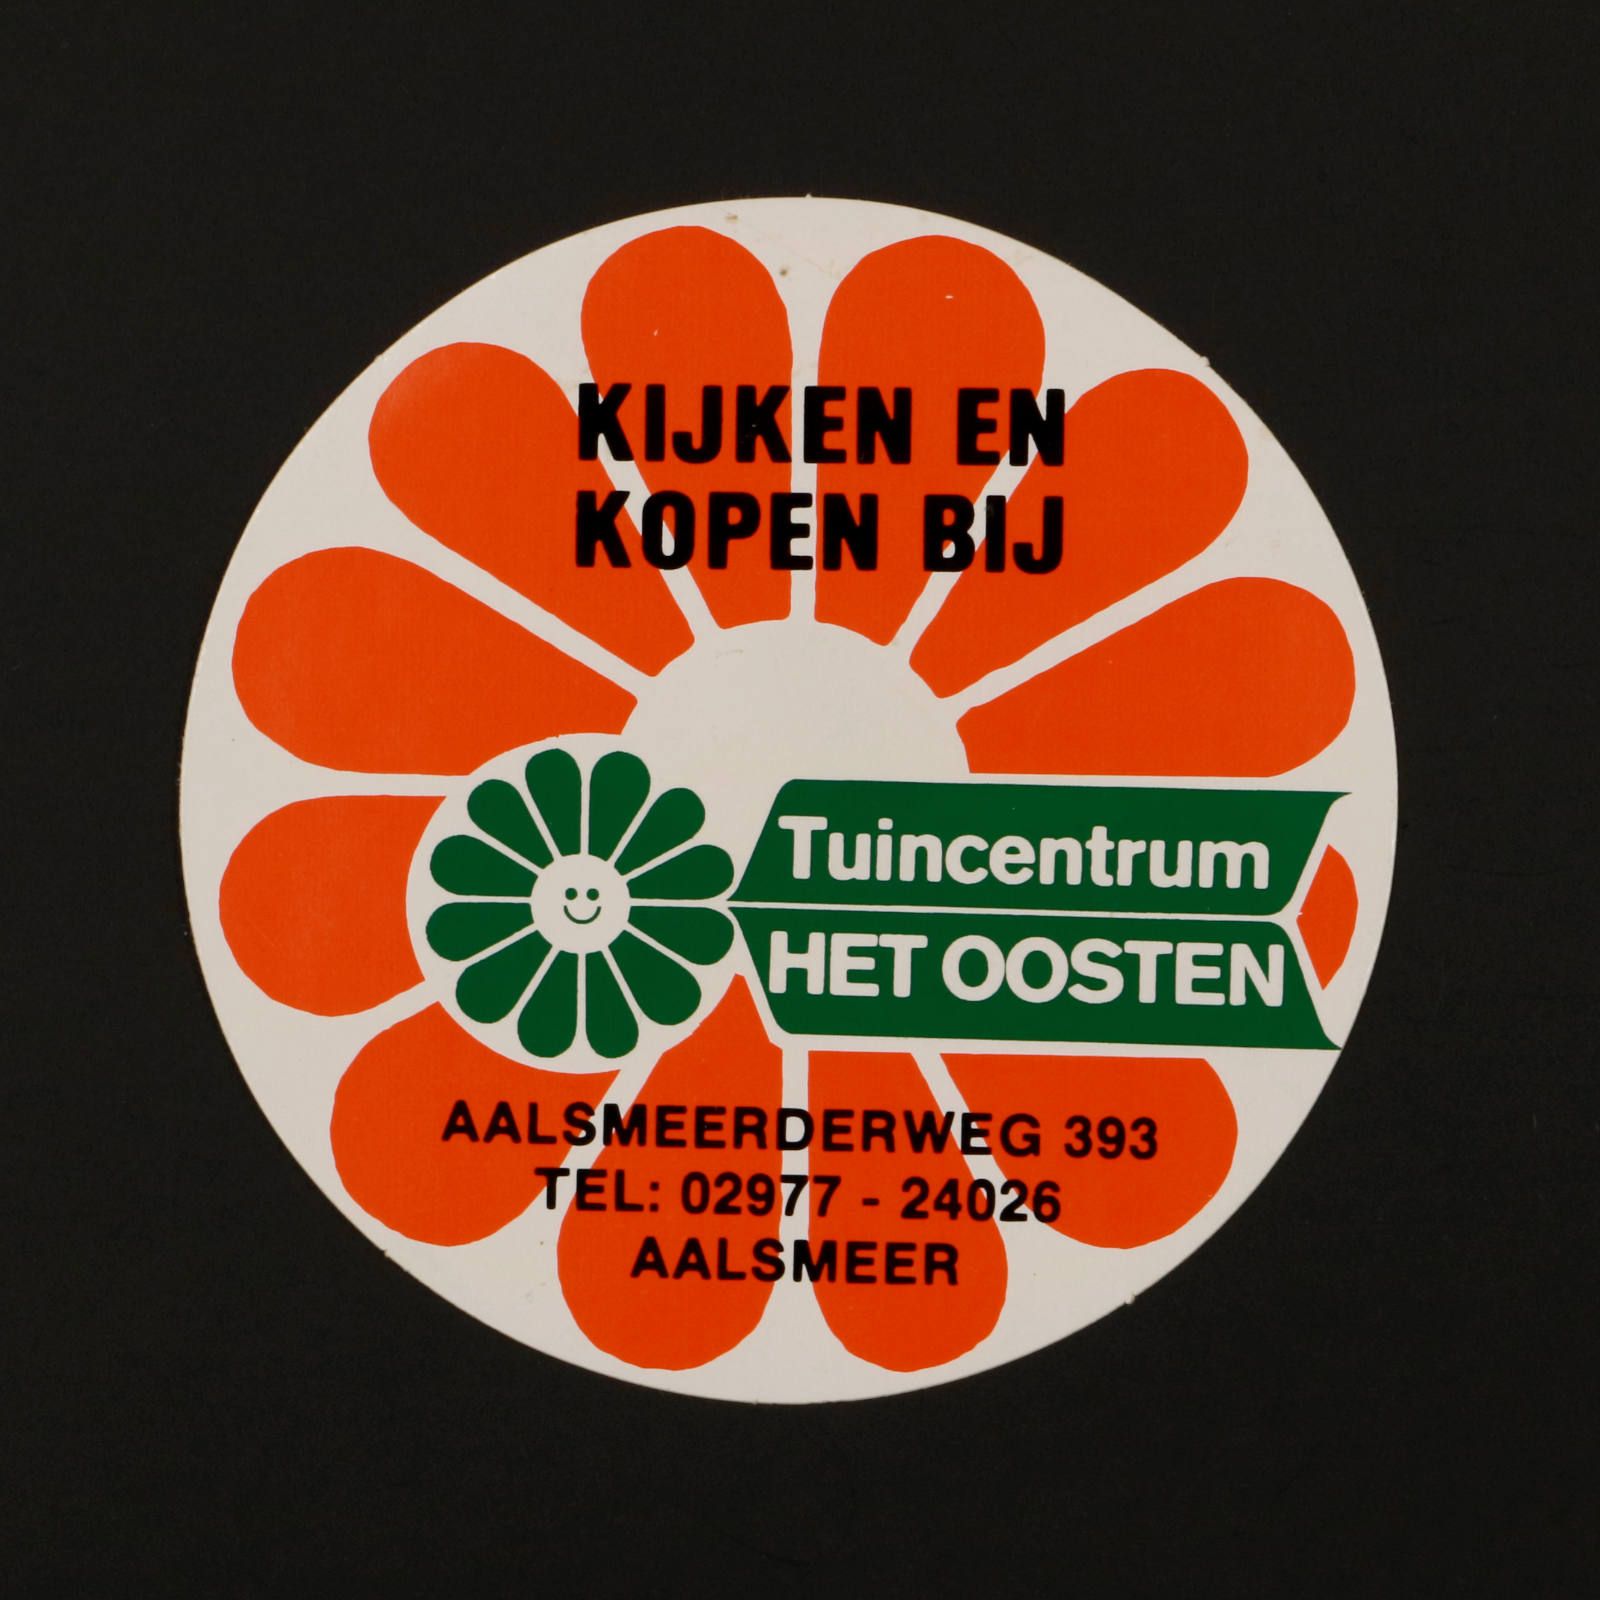 KIJKEN EN
KOPEN BIJ
Tuincentrum
HET OOSTEN
AALSMEERDERWEG 393
TEL: 02977 - 24026
AALSMEER